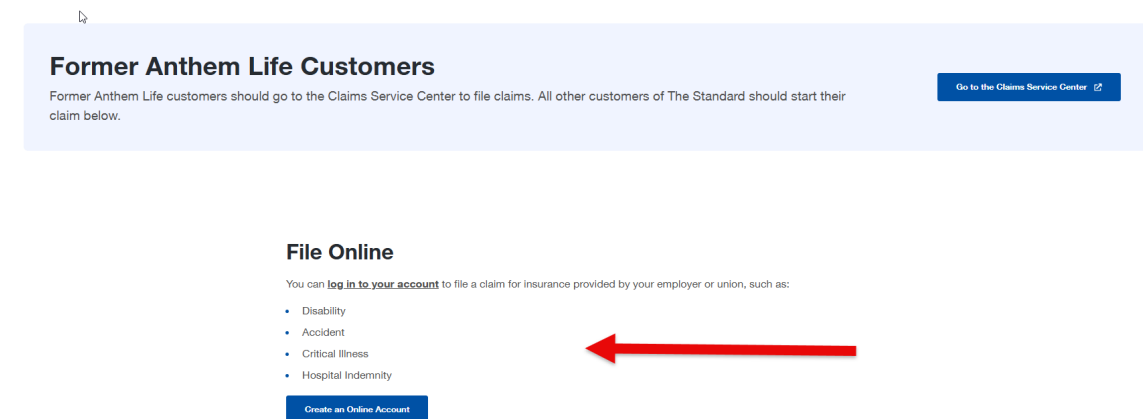 Former Anthem Life Customers
Former Anthem Life customers should go to the Claims Service Center to file claims. All other customers of The Standard should start their
claim below.
Go to the Claims Service Center
File Online
You can log in to your account to file a claim for insurance provided by your employer or union, such as:
Disability
Accident
Critical Illness
Hospital Indemnity
Create an Online Account